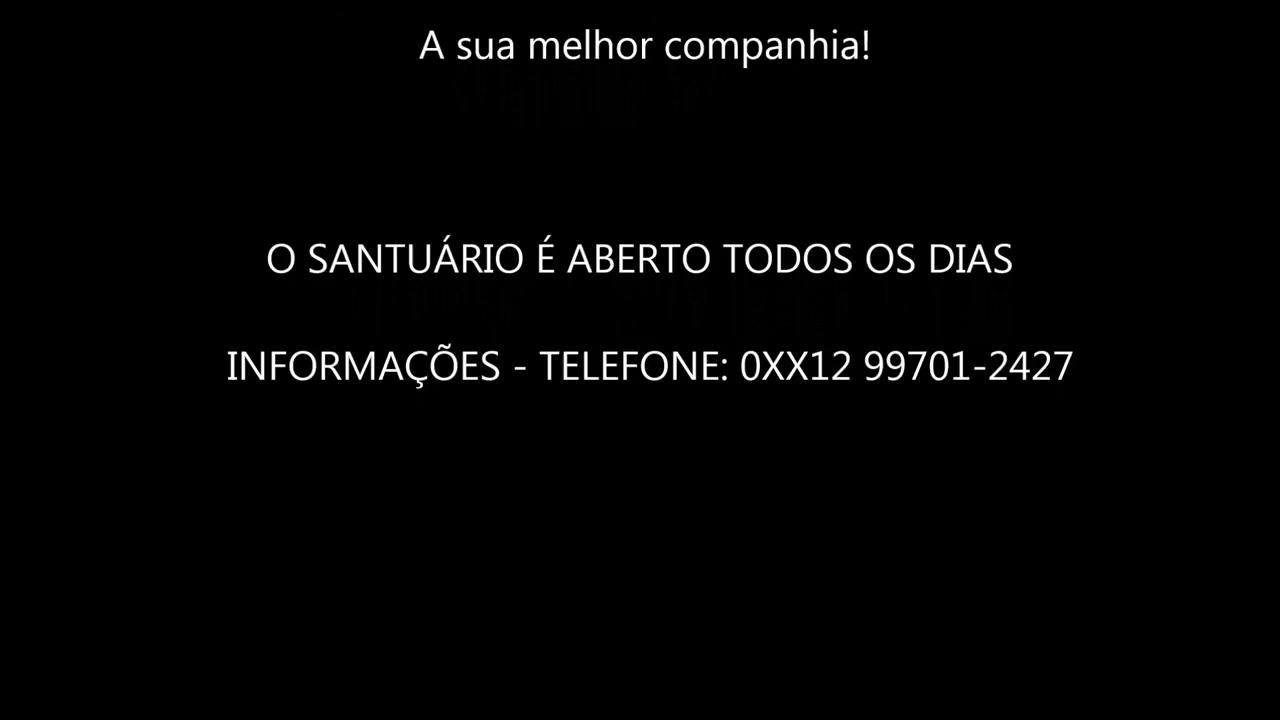 A sua melhor companhia!
O SANTUÁRIO É ABERTO TODOS OS DIAS
INFORMAÇÕES - TELEFONE: 0XX12 99701-2427